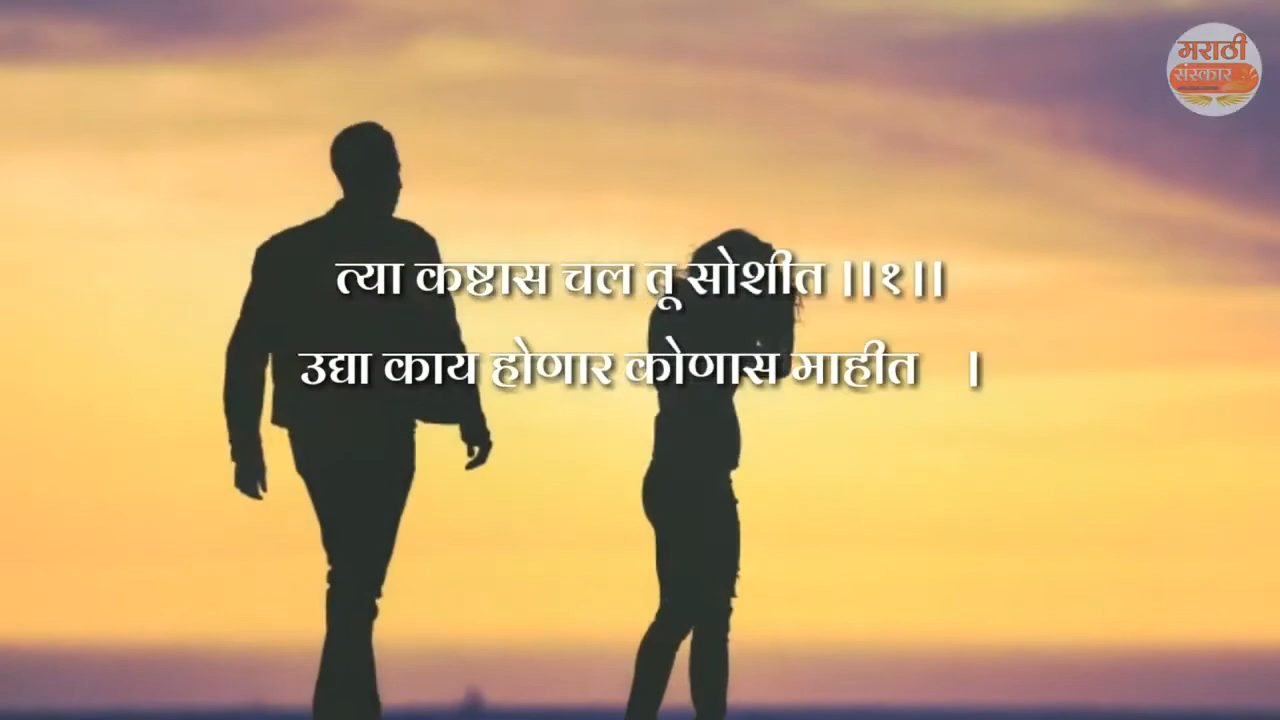 मराठी
संस्कार
त्या कष्टास चल तू सोशीत ।।१।।
उद्या काय होणार कोणास माहीत ।